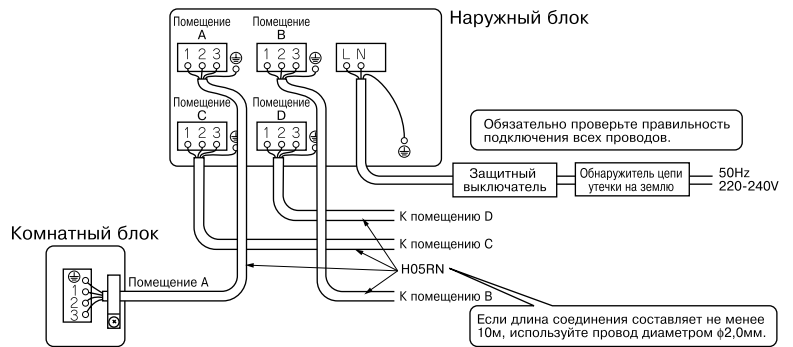 Наружный блок
Помещение
A
Помещение
B
1 2 3
1 2 3
L N
Помещение
C
Помещение
D
1 2 3
1 2 3
Обязательно проверьте правильность
подключения всех проводов.
Защитный
выключатель
Обнаружитель цепи
утечки на землю
50Hz
220-240V
К помещению D
К помещению C
H05RN
К помещению B
Комнатный блок
Помещение A
1
2
3
Если длина соединения составляет не менее
10м, используйте провод диаметром ф2,0мм.